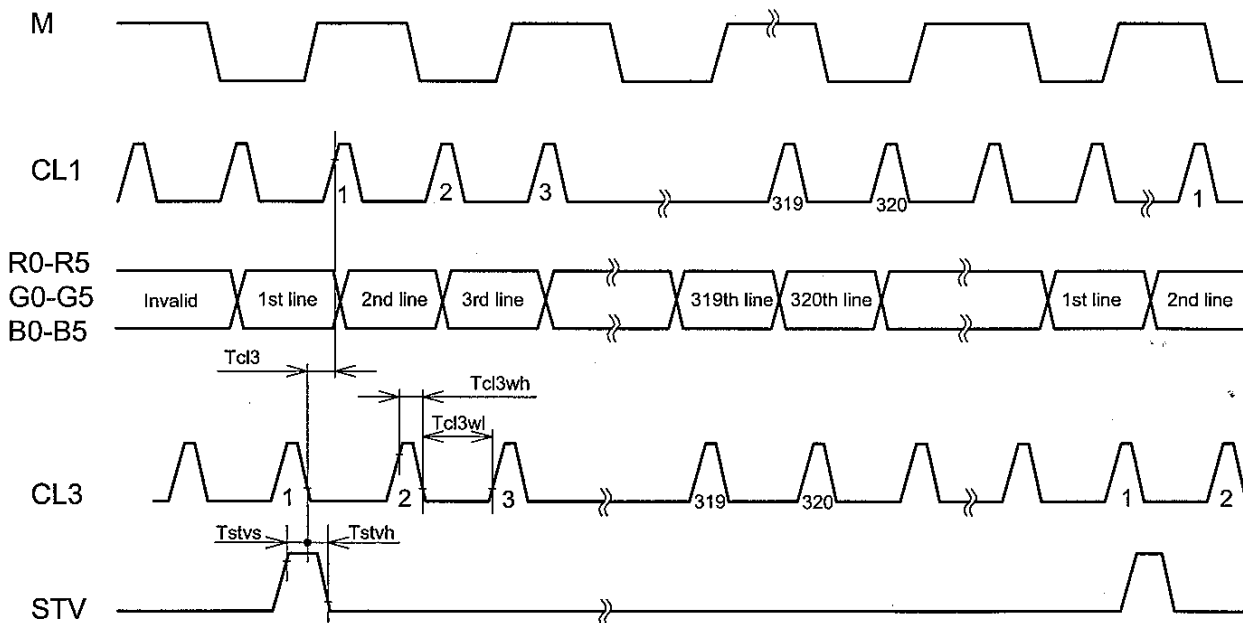 M
CL1
1 2 3 319 320 1
R0-R5
G0-G5
B0-B5
Invalid 1st line 2nd line 3rd line 319th line 320th line 1st line 2nd line
Tcl3
Tcl3wh
Tcl3wl
CL3
1 2 3 319 320 1 2
Tstvs Tstvh
STV